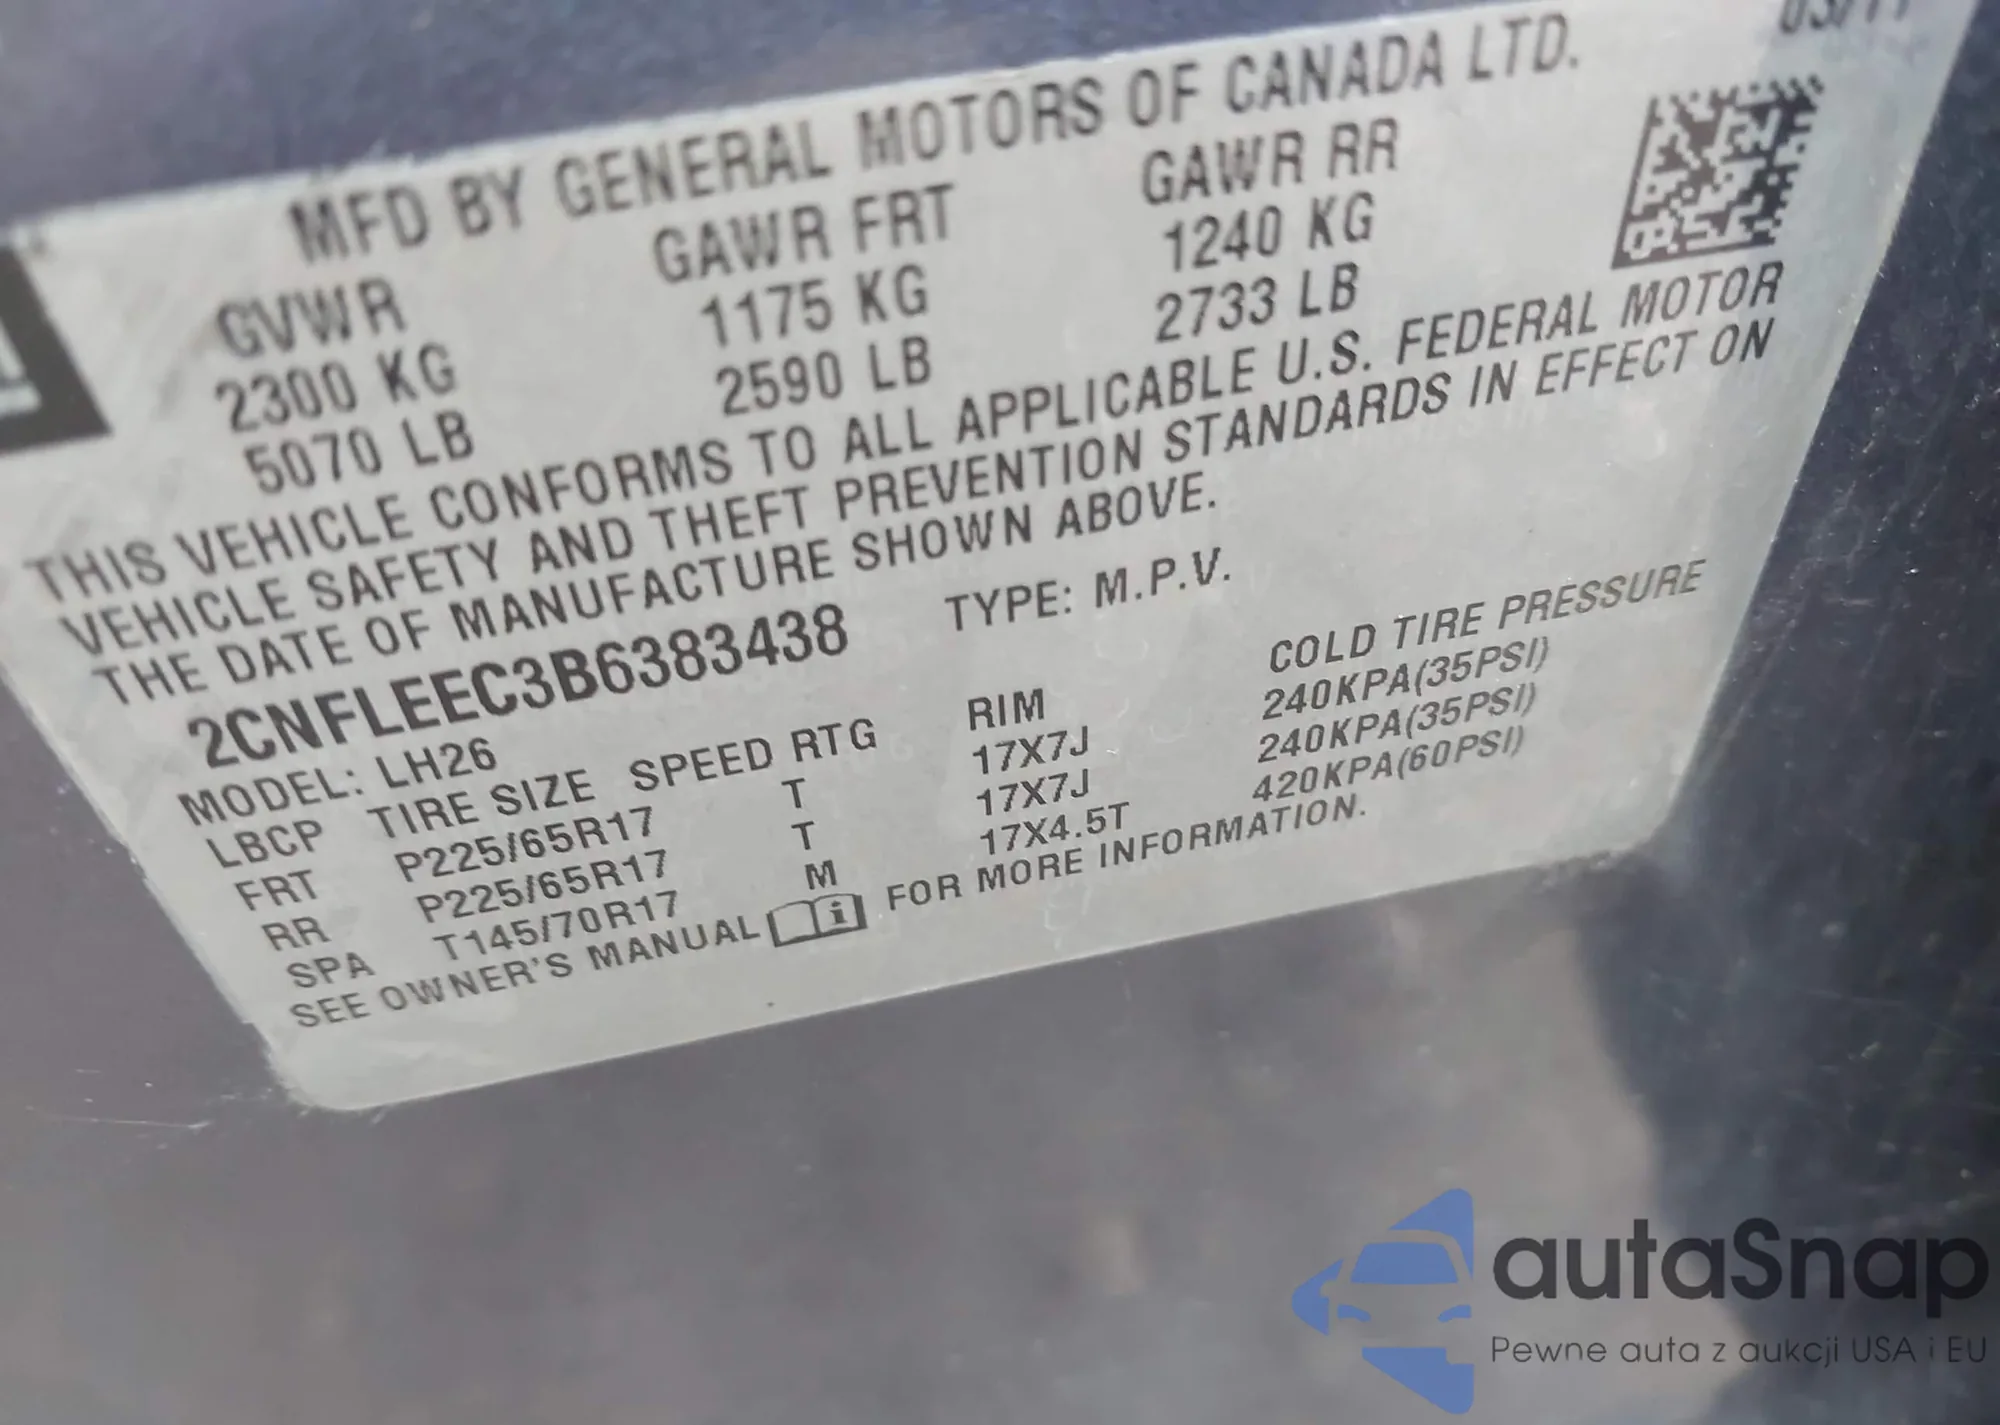 MFD BY GENERAL MOTORS OF CANADA LTD.
GVWR GAWR FRT GAWR RR
2300 KG 1175 KG 1240 KG
5070 LB 2590 LB 2733 LB
THIS VEHICLE CONFORMS TO ALL APPLICABLE U.S. FEDERAL MOTOR
VEHICLE SAFETY AND THEFT PREVENTION STANDARDS IN EFFECT ON
THE DATE OF MANUFACTURE SHOWN ABOVE.
2CNFLEEC3B6383438 TYPE: M.P.V.
MODEL: LH26
LBCP TIRE SIZE SPEED RTG RIM COLD TIRE PRESSURE
FRT P225/65R17 T 17X7J 240KPA(35PSI)
RR P225/65R17 T 17X7J 240KPA(35PSI)
SPA T145/70R17 M 17X4.5T 420KPA(60PSI)
SEE OWNER'S MANUAL i FOR MORE INFORMATION.
autaSnap
Pewne auta z aukcji USA i EU